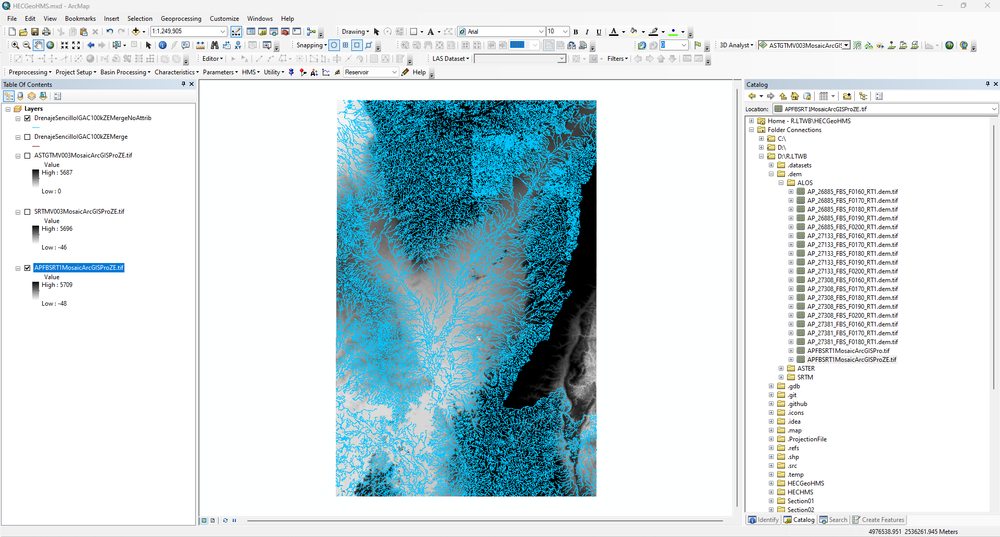 HECGeoHMS.mxd - ArcMap
File Edit View Bookmarks Insert Selection Geoprocessing Customize Windows Help
1:1,249,905 Drawing Arial 10 B I U A
Snapping 100% 0 3D Analyst ASTGTMV003MosaicArcGIS
Editor LAS Dataset Filters
Preprocessing Project Setup Basin Processing Characteristics Parameters HMS Utility Reservoir Help
Table Of Contents
Layers
DrenajeSencilloIGAC100kZEMergeNoAttrib
DrenajeSencilloIGAC100kZEMerge
ASTGTMV003MosaicArcGISProZE.tif
Value
High : 5687
Low : 0
SRTMV003MosaicArcGISProZE.tif
Value
High : 5696
Low : -46
APFBSRT1MosaicArcGISProZE.tif
Value
High : 5709
Low : -48
Catalog
Location: APFBSRT1MosaicArcGISProZE.tif
Home - R.LTWB\HECGeoHMS
Folder Connections
C:\
D:\
D:\R.LTWB
.datasets
.dem
ALOS
AP_26885_FBS_F0160_RT1.dem.tif
AP_26885_FBS_F0170_RT1.dem.tif
AP_26885_FBS_F0180_RT1.dem.tif
AP_26885_FBS_F0190_RT1.dem.tif
AP_26885_FBS_F0200_RT1.dem.tif
AP_27133_FBS_F0160_RT1.dem.tif
AP_27133_FBS_F0170_RT1.dem.tif
AP_27133_FBS_F0180_RT1.dem.tif
AP_27133_FBS_F0190_RT1.dem.tif
AP_27133_FBS_F0200_RT1.dem.tif
AP_27308_FBS_F0160_RT1.dem.tif
AP_27308_FBS_F0170_RT1.dem.tif
AP_27308_FBS_F0180_RT1.dem.tif
AP_27308_FBS_F0190_RT1.dem.tif
AP_27308_FBS_F0200_RT1.dem.tif
AP_27381_FBS_F0160_RT1.dem.tif
AP_27381_FBS_F0170_RT1.dem.tif
AP_27381_FBS_F0180_RT1.dem.tif
APFBSRT1MosaicArcGISPro.tif
APFBSRT1MosaicArcGISProZE.tif
ASTER
SRTM
.gdb
.git
.github
.icons
.idea
.map
.ProjectionFile
.refs
.shp
.src
.temp
HECGeoHMS
HECHMS
Section01
Section02
Identify Catalog Search Create Features
4976538.951 2536261.945 Meters